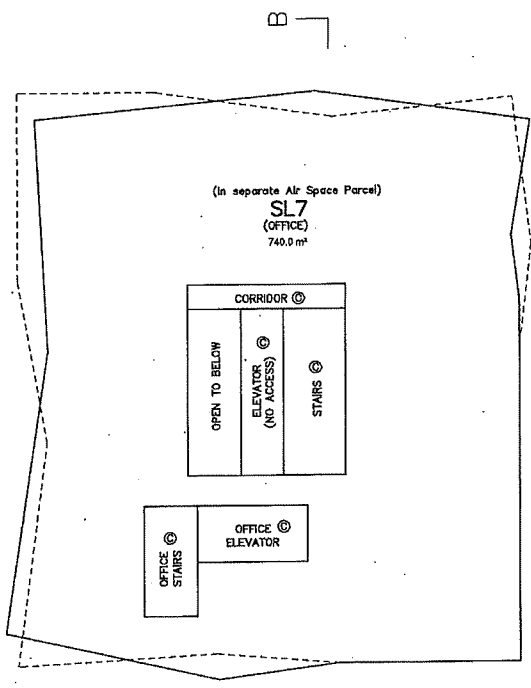 B
(In separate Air Space Parcel)
SL7
(OFFICE)
740.0 m²
CORRIDOR ©
OPEN TO BELOW
ELEVATOR ©
(NO ACCESS)
STAIRS ©
OFFICE ©
STAIRS
OFFICE ©
ELEVATOR